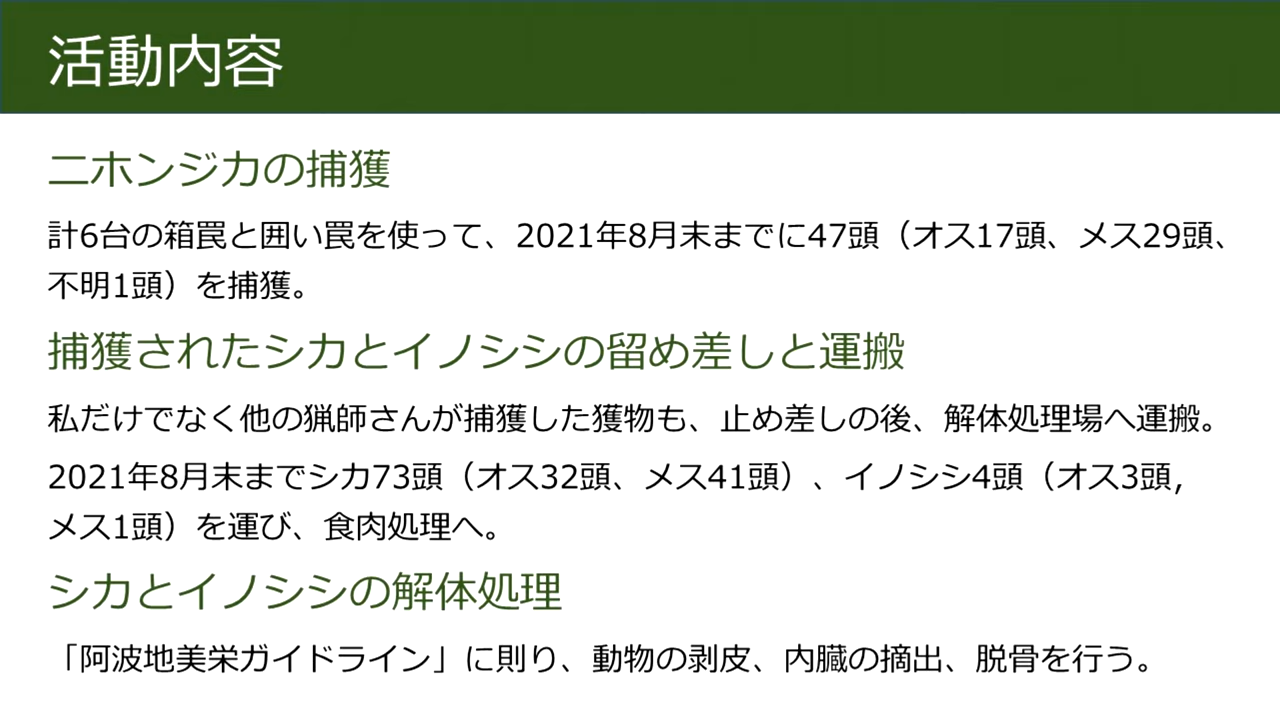 活動内容
ニホンジカの捕獲
計6台の箱罠と囲い罠を使って、2021年8月末までに47頭（オス17頭、メス29頭、
不明1頭）を捕獲。
捕獲されたシカとイノシシの留め差しと運搬
私だけでなく他の猟師さんが捕獲した獲物も、止め差しの後、解体処理場へ運搬。
2021年8月末までシカ73頭（オス32頭、メス41頭）、イノシシ4頭（オス3頭,
メス1頭）を運び、食肉処理へ。
シカとイノシシの解体処理
「阿波地美栄ガイドライン」に則り、動物の剥皮、内臓の摘出、脱骨を行う。